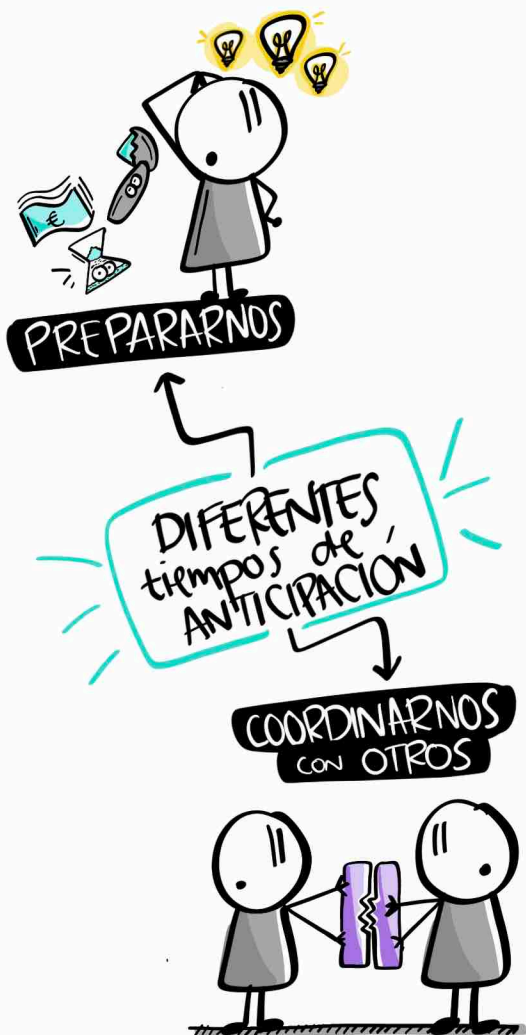 €
PREPARARNOS
DIFERENTES
tiempos de
ANTICIPACIÓN
COORDINARNOS
CON OTROS